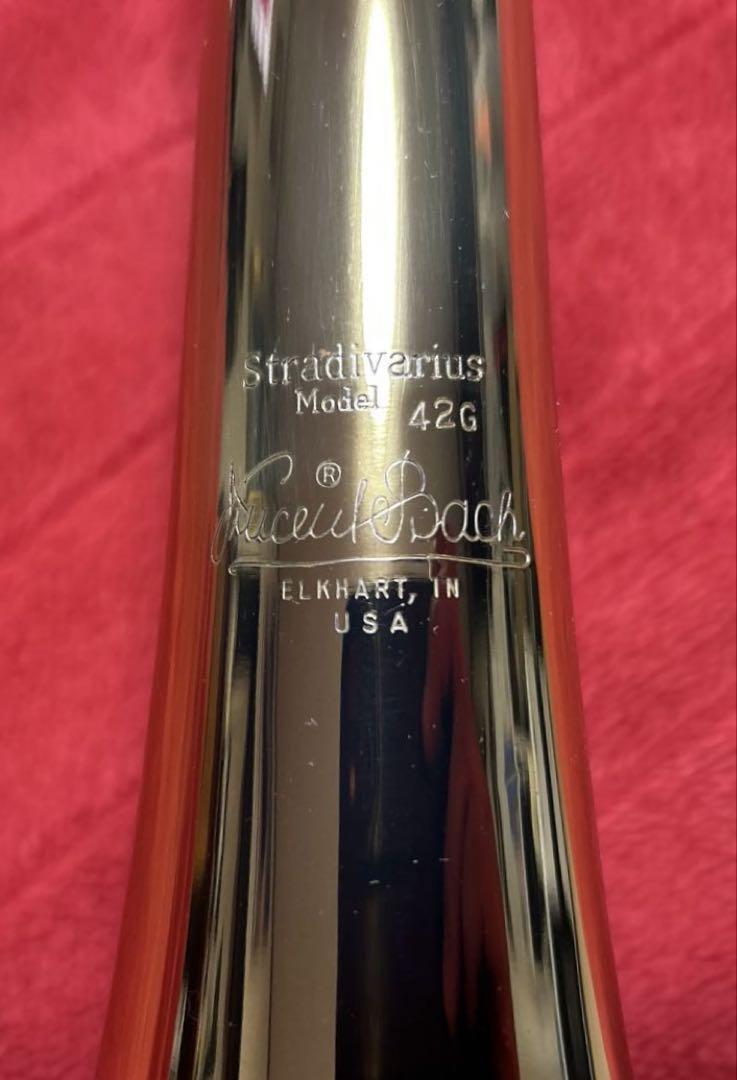 Stradivarius
Model 42G
®
Vincent Bach
ELKHART, IN
USA